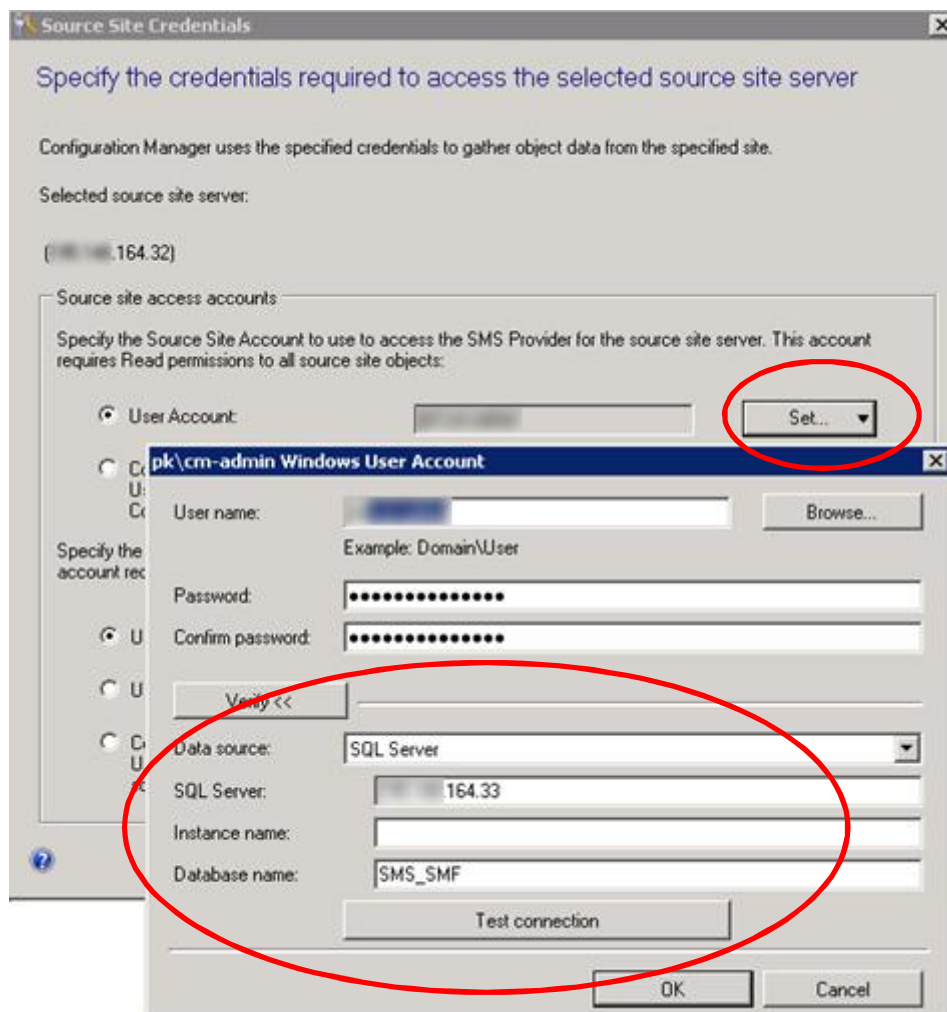 Source Site Credentials
Specify the credentials required to access the selected source site server
Configuration Manager uses the specified credentials to gather object data from the specified site.
Selected source site server:
.164.32)
Source site access accounts
Specify the Source Site Account to use to access the SMS Provider for the source site server. This account
requires Read permissions to all source site objects:
User Account:
Set...
pk\cm-admin Windows User Account
User name:
Browse...
Example: Domain\User
Specify the
Password:
Confirm password:
Verify <<
Data source:
SQL Server
SQL Server:
.164.33
Instance name:
Database name:
SMS_SMF
Test connection
OK
Cancel